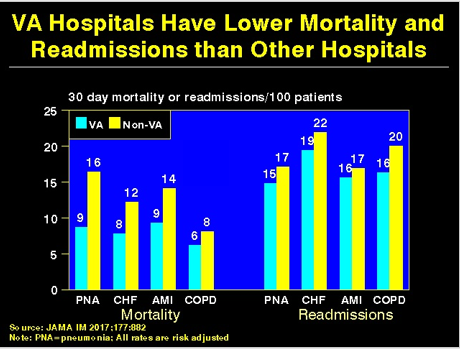 VA Hospitals Have Lower Mortality and
Readmissions than Other Hospitals
30 day mortality or readmissions/100 patients
25
20
15
10
5
0
VA Non-VA
9 16 8 12 9 14 6 8 15 17 19 22 16 17 16 20
PNA CHF AMI COPD PNA CHF AMI COPD
Mortality Readmissions
Source: JAMA IM 2017;177:882
Note: PNA=pneumonia; All rates are risk adjusted